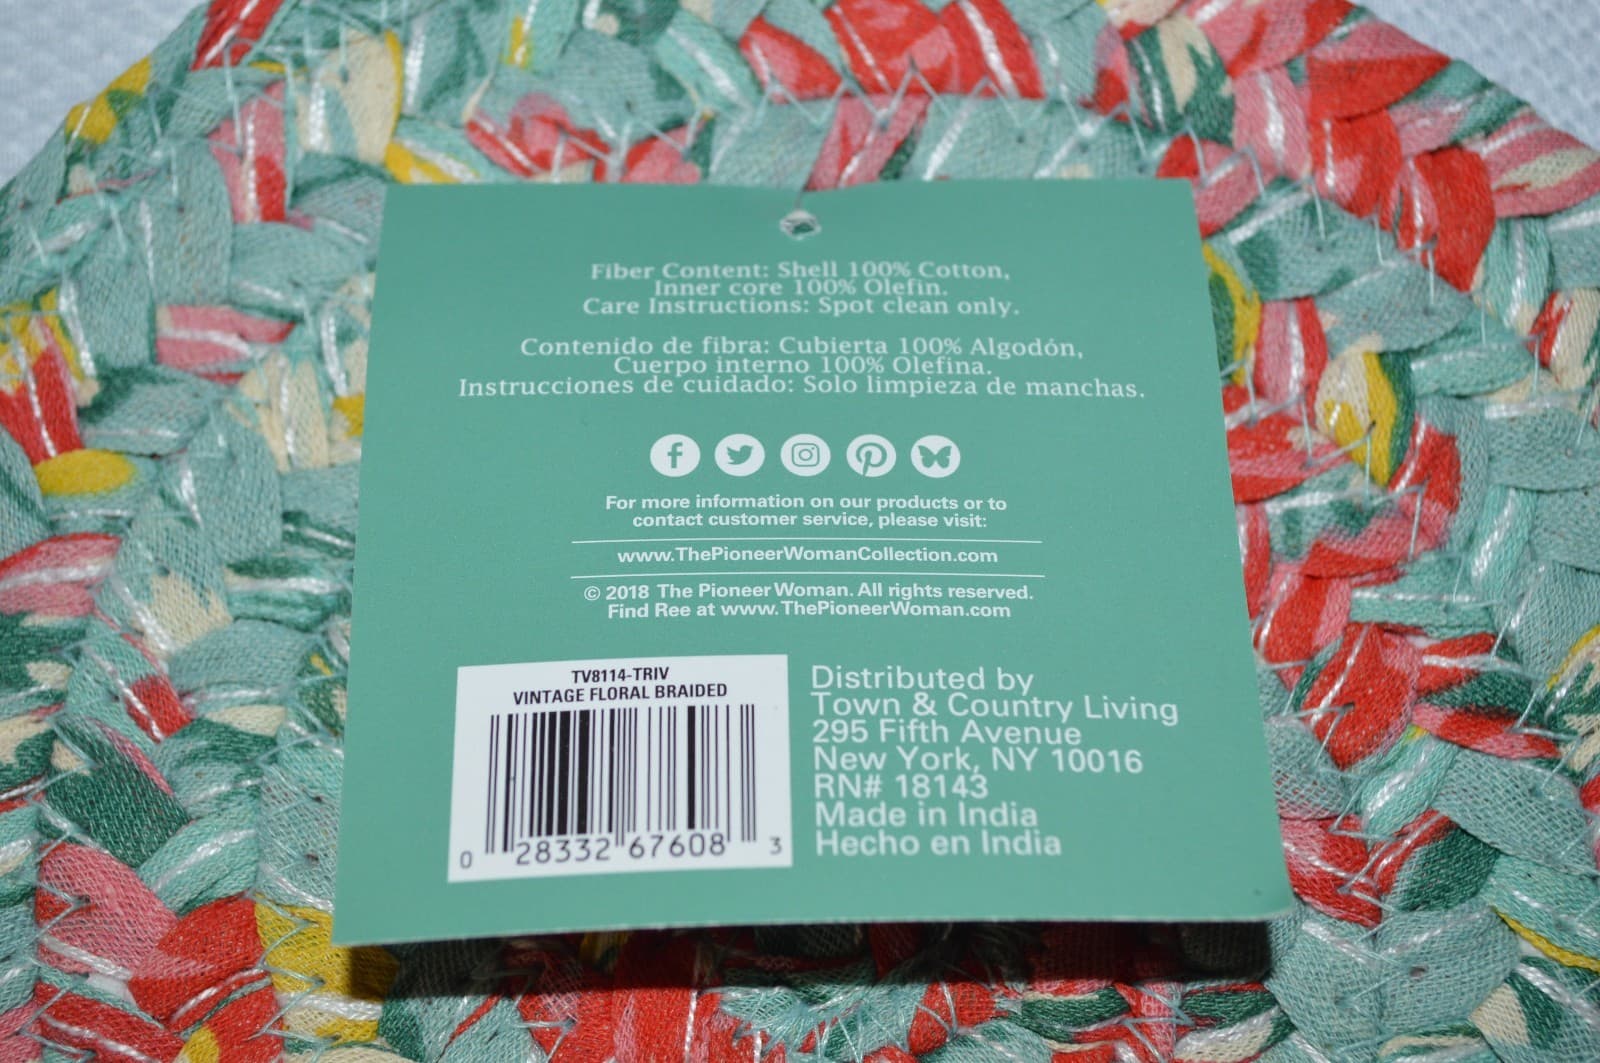 Fiber Content: Shell 100% Cotton,
Inner core 100% Olefin.
Care Instructions: Spot clean only.
Contenido de fibra: Cubierta 100% Algodón,
Cuerpo interno 100% Olefina.
Instrucciones de cuidado: Solo limpieza de manchas.
For more information on our products or to
contact customer service, please visit:
www.ThePioneerWomanCollection.com
© 2018 The Pioneer Woman. All rights reserved.
Find Ree at www.ThePioneerWoman.com
TV8114-TRIV
VINTAGE FLORAL BRAIDED
0 28332 67608 3
Distributed by
Town & Country Living
295 Fifth Avenue
New York, NY 10016
RN# 18143
Made in India
Hecho en India